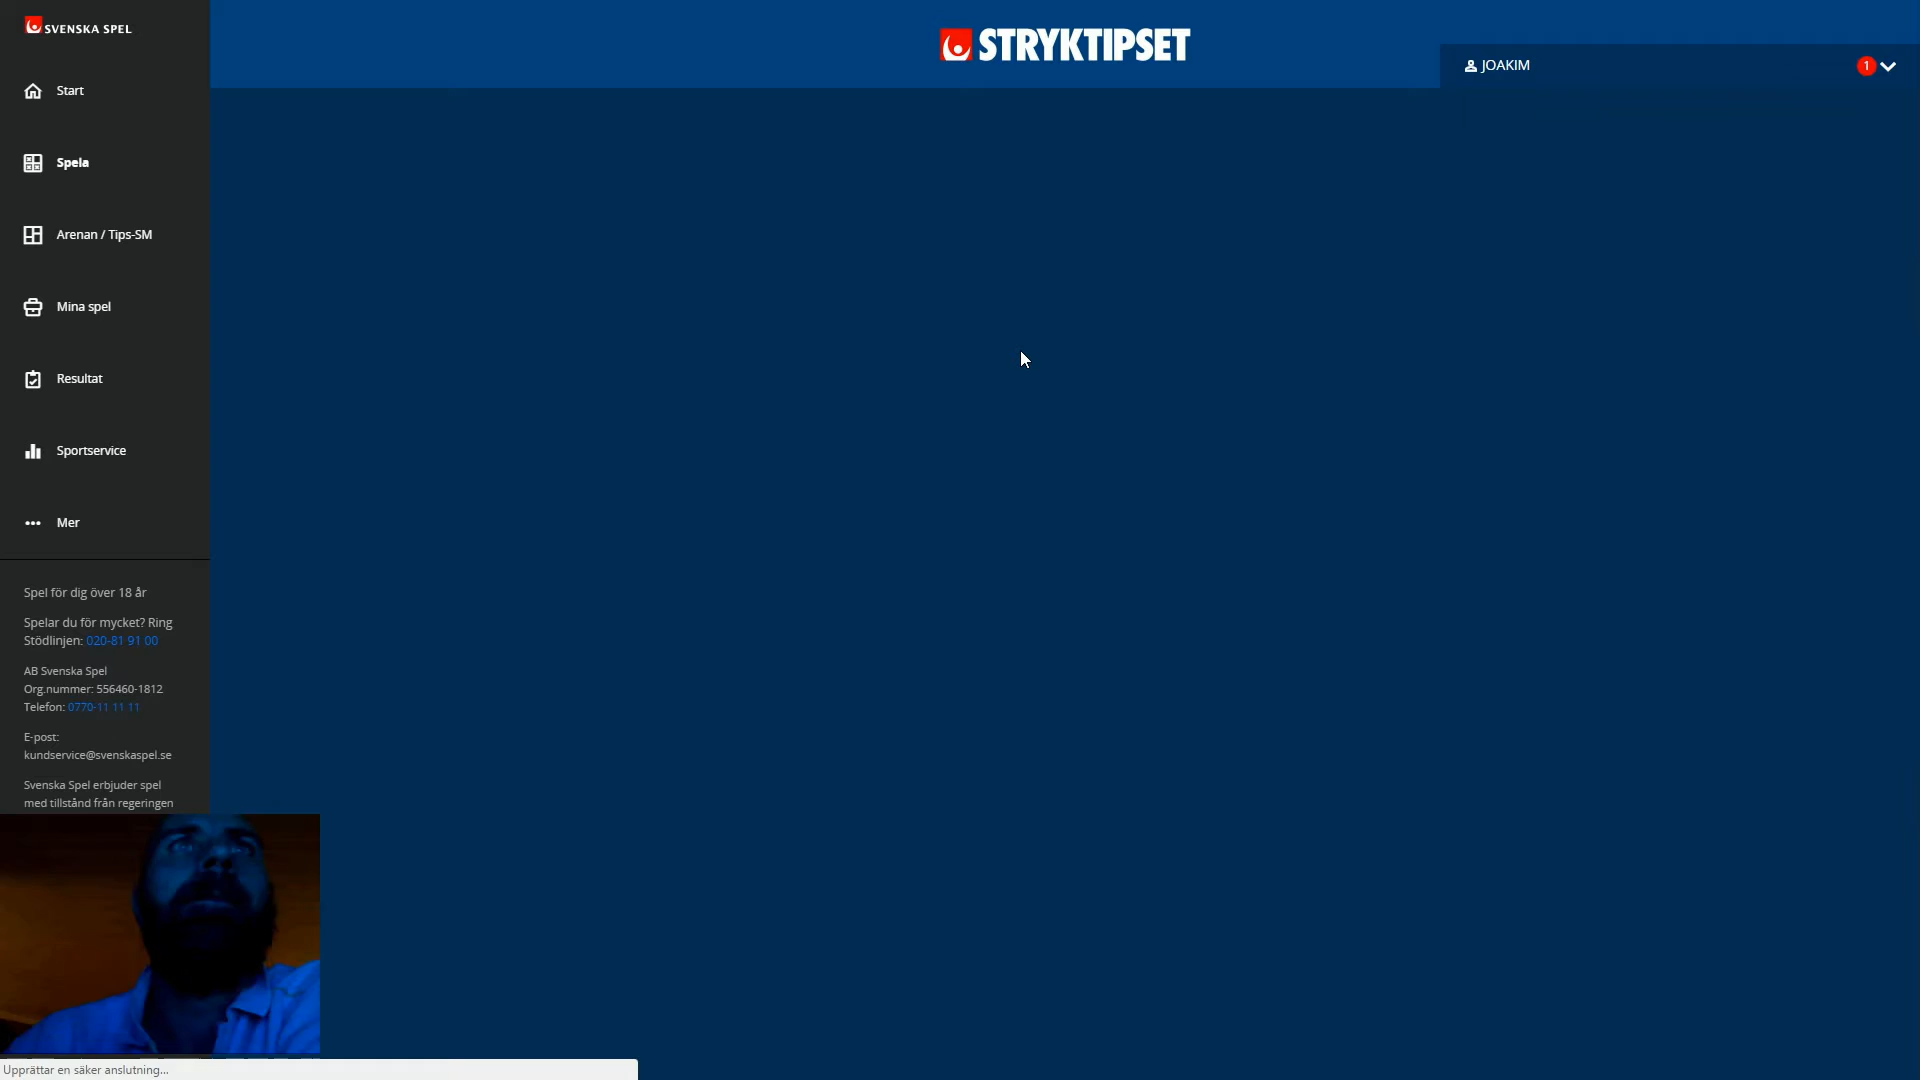 SVENSKA SPEL
STRYKTIPSET
JOAKIM
1
Start
Spela
Arenan / Tips-SM
Mina spel
Resultat
Sportservice
Mer
Spel för dig över 18 år
Spelar du för mycket? Ring
Stödlinjen: 020-81 91 00
AB Svenska Spel
Org.nummer: 556460-1812
Telefon: 0770-11 11 11
E-post:
kundservice@svenskaspel.se
Svenska Spel erbjuder spel
med tillstånd från regeringen
Upprättar en säker anslutning...